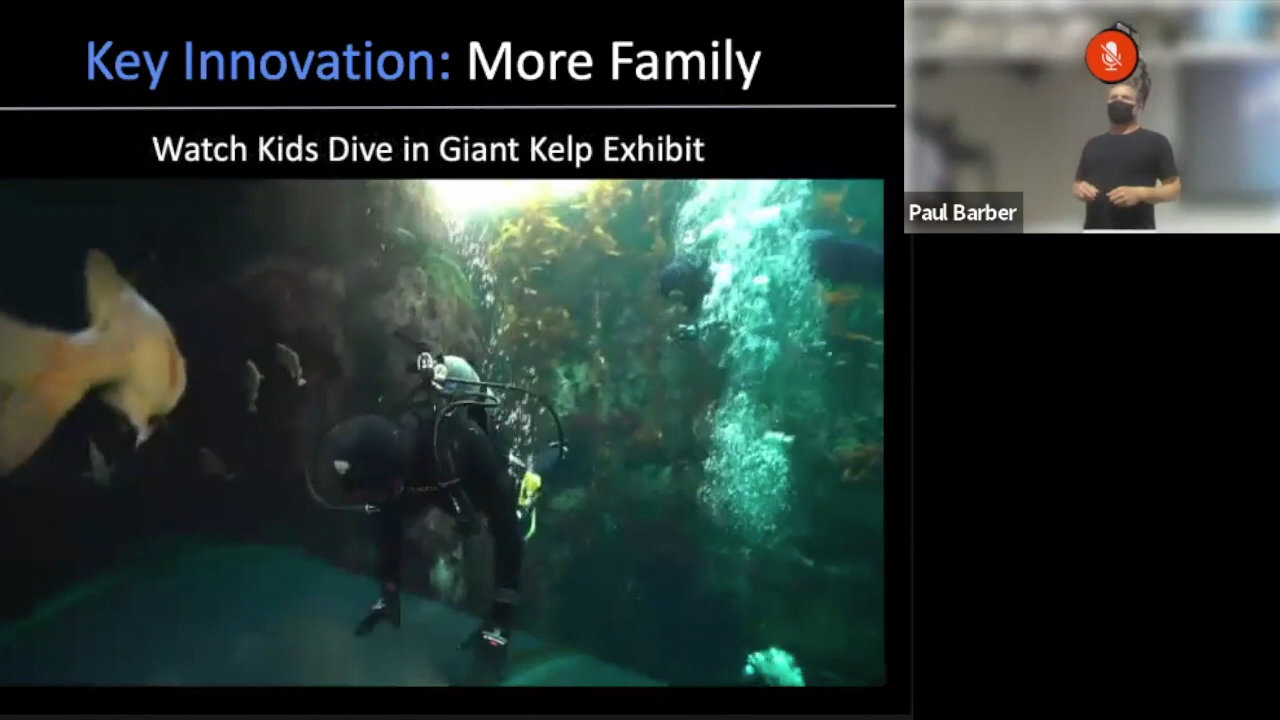 Key Innovation: More Family
Watch Kids Dive in Giant Kelp Exhibit
Paul Barber